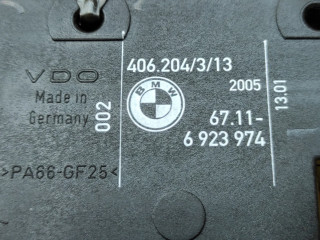 VDO
Made in
Germany
002
>PA66-GF25<
406.204/3/13
BMW
2005
67.11-
6 923 974
13.01